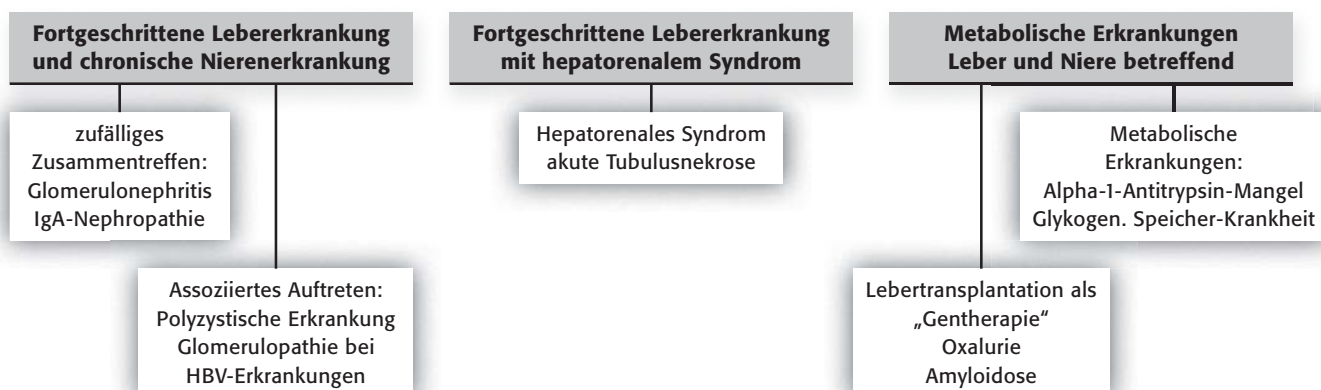 Fortgeschrittene Lebererkrankung
und chronische Nierenerkrankung
zufälliges
Zusammentreffen:
Glomerulonephritis
IgA-Nephropathie
Assoziiertes Auftreten:
Polyzystische Erkrankung
Glomerulopathie bei
HBV-Erkrankungen
Fortgeschrittene Lebererkrankung
mit hepatorenalem Syndrom
Hepatorenales Syndrom
akute Tubulusnekrose
Metabolische Erkrankungen
Leber und Niere betreffend
Metabolische
Erkrankungen:
Alpha-1-Antitrypsin-Mangel
Glykogen. Speicher-Krankheit
Lebertransplantation als
„Gentherapie“
Oxalurie
Amyloidose